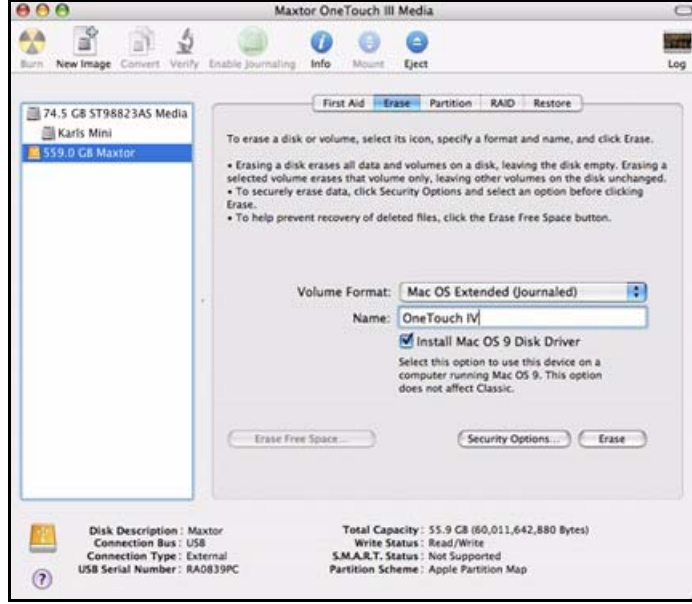 Maxtor OneTouch III Media
Burn New Image Convert Verify Enable Journaling Info Mount Eject Log
74.5 GB ST98823AS Media
Karls Mini
559.0 GB Maxtor
First Aid Erase Partition RAID Restore
To erase a disk or volume, select its icon, specify a format and name, and click Erase.
• Erasing a disk erases all data and volumes on a disk, leaving the disk empty. Erasing a
selected volume erases that volume only, leaving other volumes on the disk unchanged.
• To securely erase data, click Security Options and select an option before clicking
Erase.
• To help prevent recovery of deleted files, click the Erase Free Space button.
Volume Format: Mac OS Extended (Journaled)
Name: OneTouch IV
Install Mac OS 9 Disk Driver
Select this option to use this device on a
computer running Mac OS 9. This option
does not affect Classic.
Erase Free Space... Security Options... Erase
Disk Description : Maxtor Total Capacity : 55.9 GB (60,011,642,880 Bytes)
Connection Bus : USB Write Status : Read/Write
Connection Type : External S.M.A.R.T. Status : Not Supported
USB Serial Number : RA0839PC Partition Scheme : Apple Partition Map
?